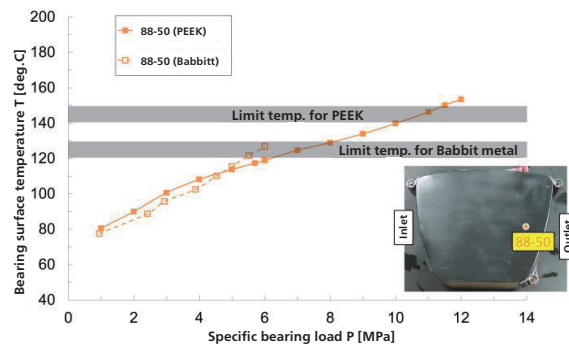 200
180
160
140
120
100
80
60
40
0
2
4
6
8
10
12
14
Bearing surface temperature T [deg.C]
Specific bearing load P [MPa]
88-50 (PEEK)
88-50 (Babbitt)
Limit temp. for PEEK
Limit temp. for Babbit metal
Inlet
88-50
Outlet